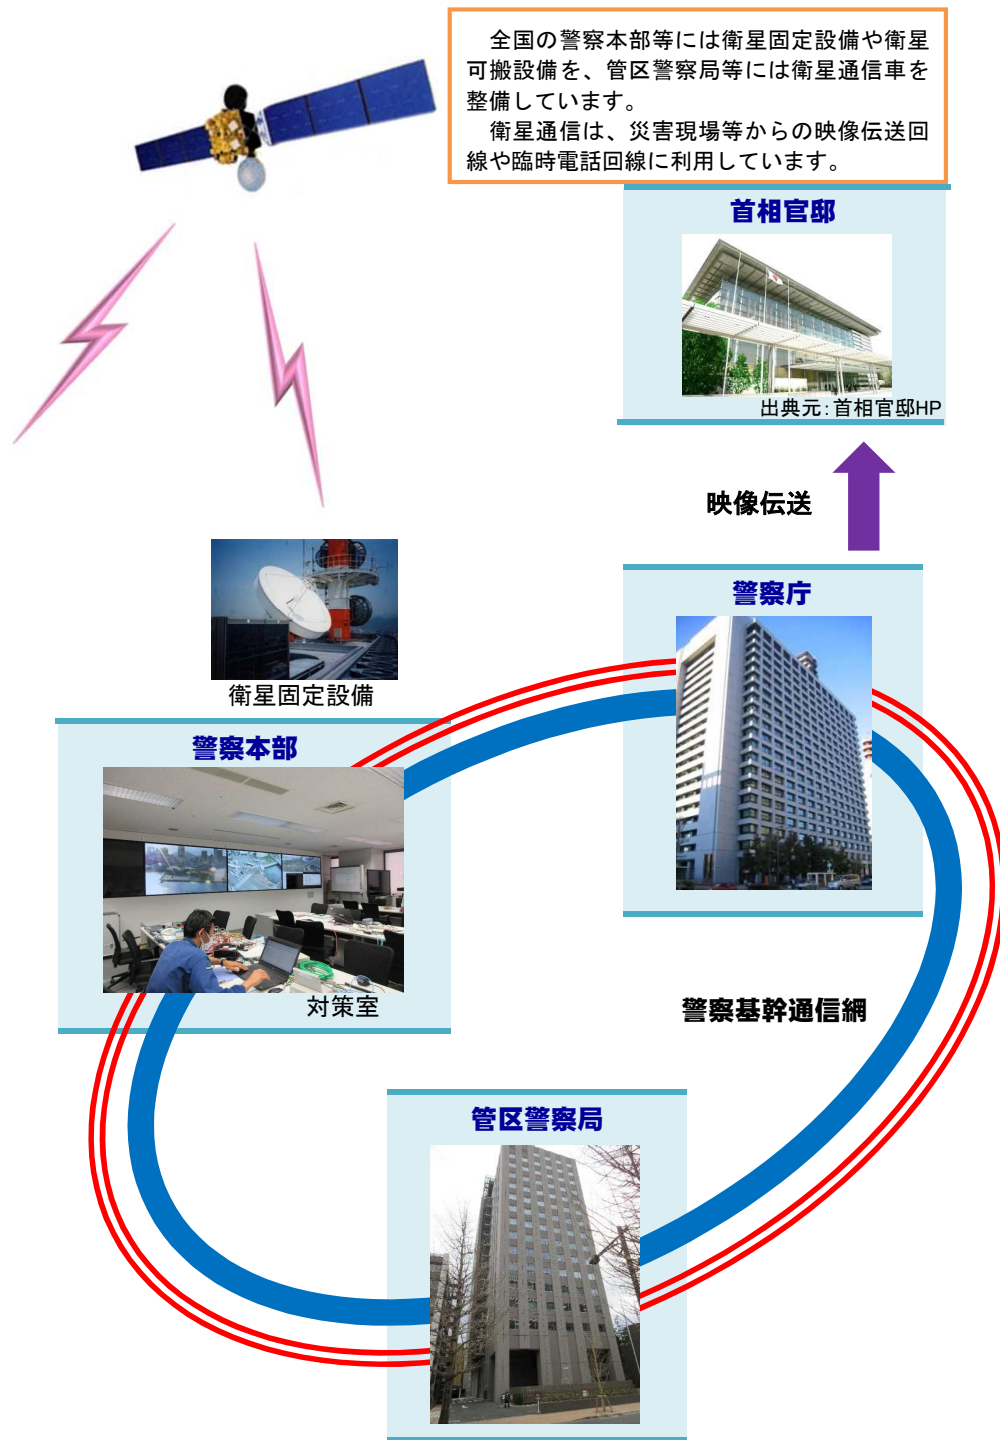 全国の警察本部等には衛星固定設備や衛星
可搬設備を、管区警察局等には衛星通信車を
整備しています。
　衛星通信は、災害現場等からの映像伝送回
線や臨時電話回線に利用しています。
首相官邸
出典元：首相官邸HP
映像伝送
警察庁
衛星固定設備
警察本部
対策室
警察基幹通信網
管区警察局